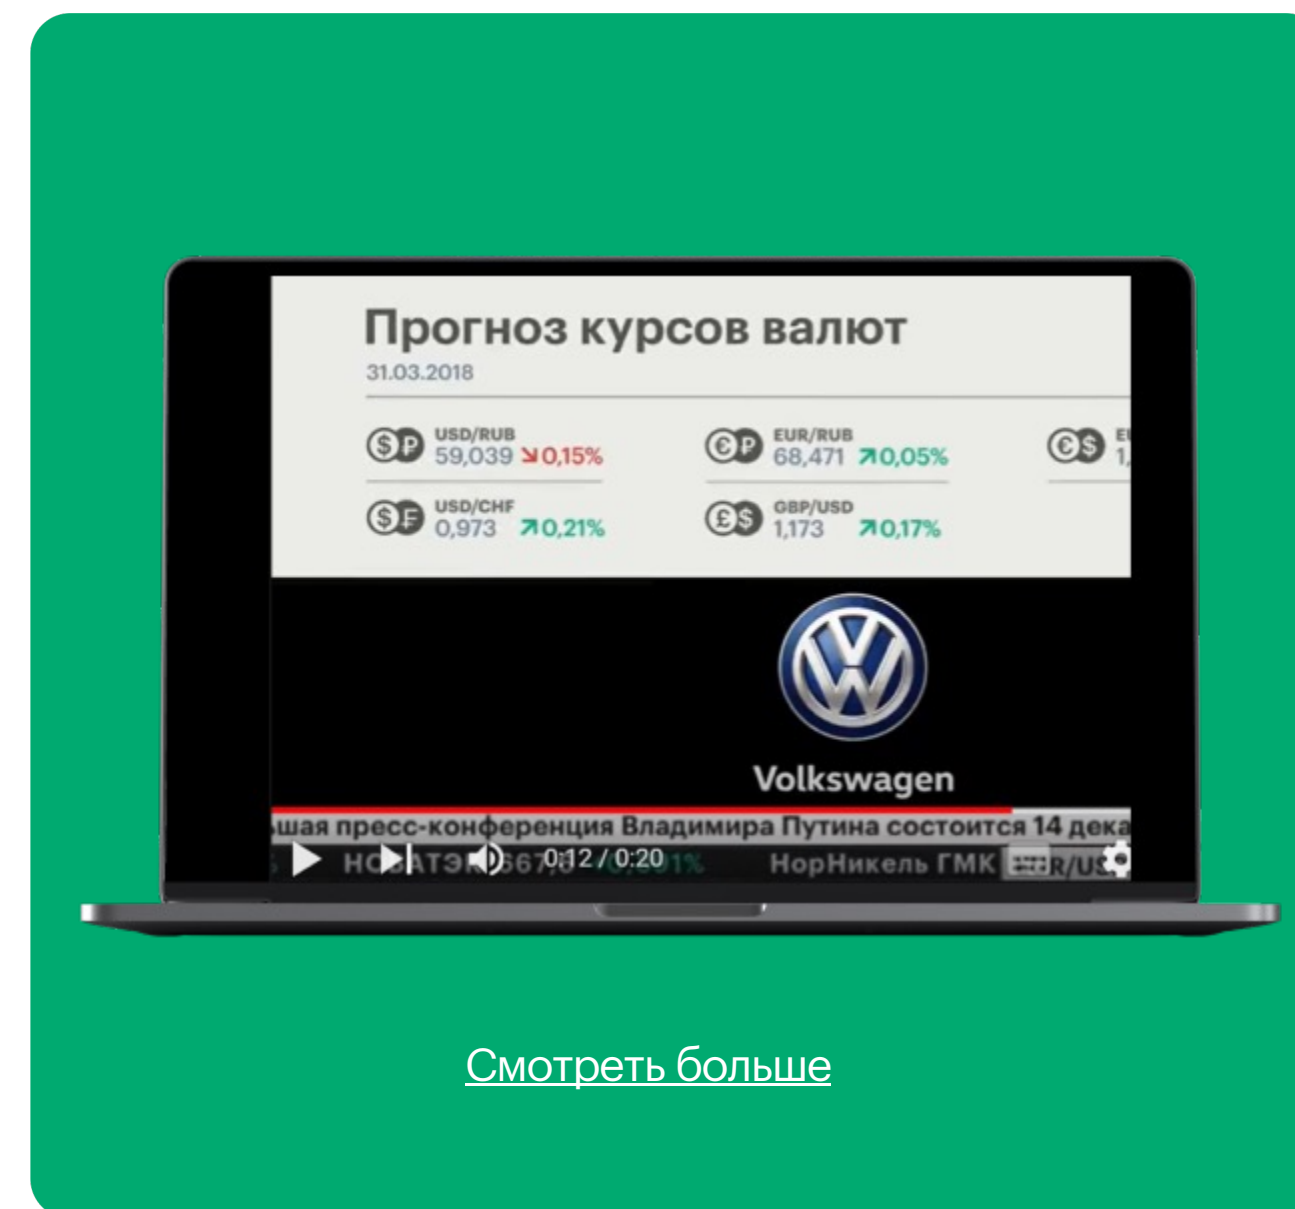 Прогноз курсов валют
31.03.2018
USD/RUB
59,039 0,15%
EUR/RUB
68,471 0,05%
USD/CHF
0,973 0,21%
GBP/USD
1,173 0,17%
Volkswagen
пресс-конференция Владимира Путина состоится 14
0:12 / 0:20
НорНикель ГМК
Смотреть больше